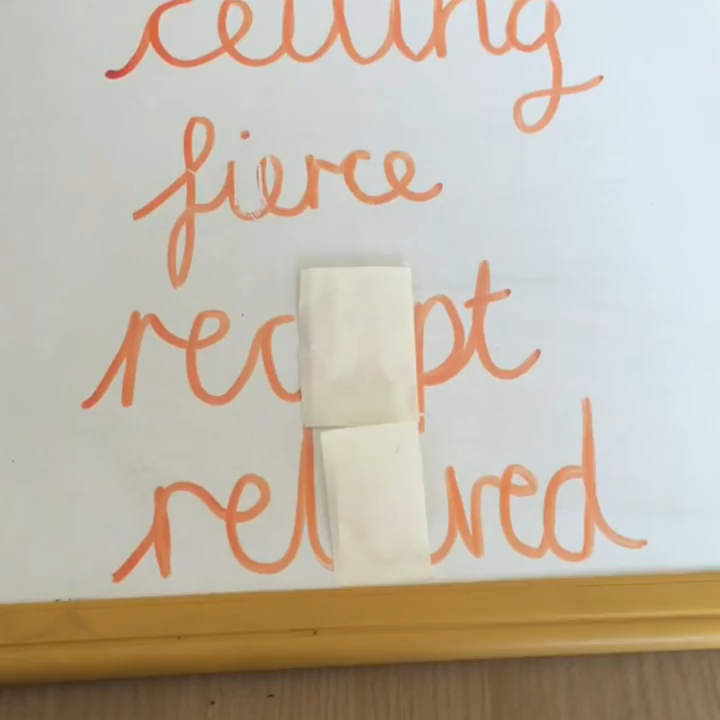 ceiling
fierce
rec pt
rel ved